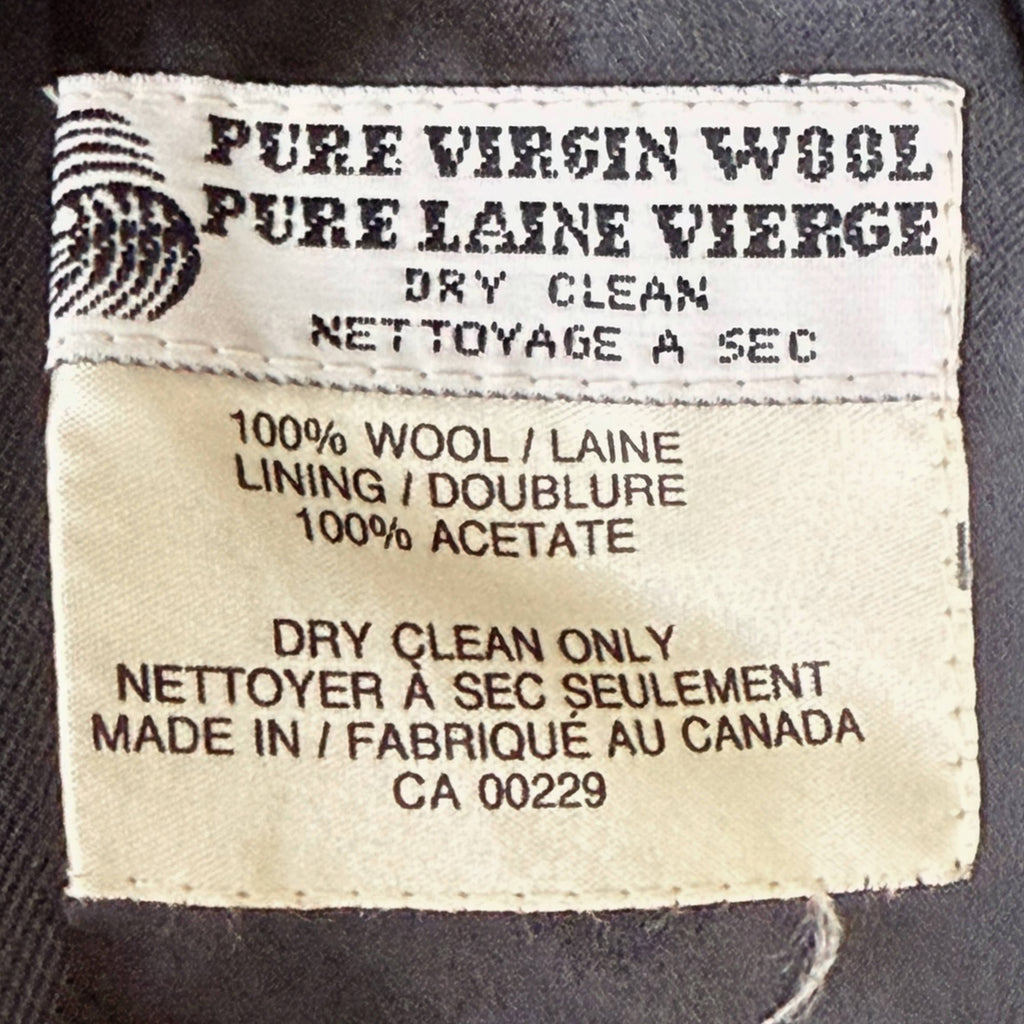 PURE VIRGIN WOOL
PURE LAINE VIERGE
DRY CLEAN
NETTOYAGE A SEC
100% WOOL / LAINE
LINING / DOUBLURE
100% ACETATE
DRY CLEAN ONLY
NETTOYER À SEC SEULEMENT
MADE IN / FABRIQUÉ AU CANADA
CA 00229